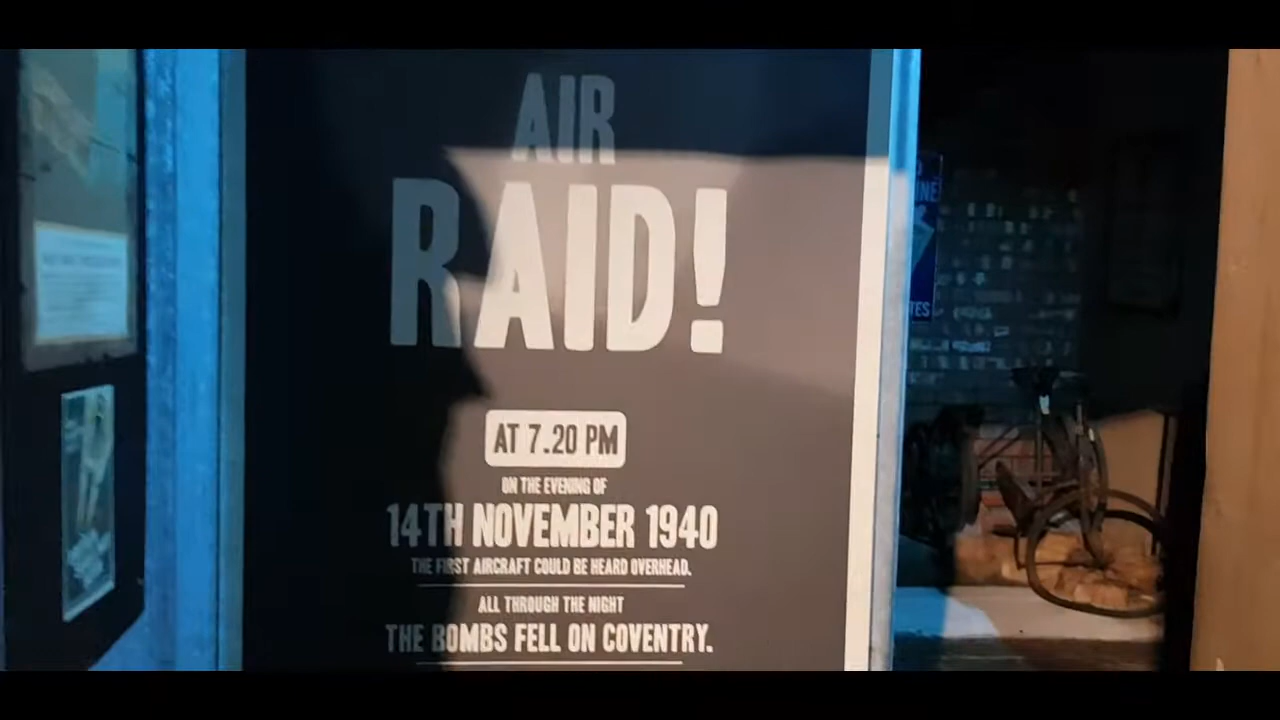 AIR
RAID!
AT 7.20 PM
ON THE EVENING OF
14TH NOVEMBER 1940
THE FIRST AIRCRAFT COULD BE HEARD OVERHEAD.
ALL THROUGH THE NIGHT
THE BOMBS FELL ON COVENTRY.